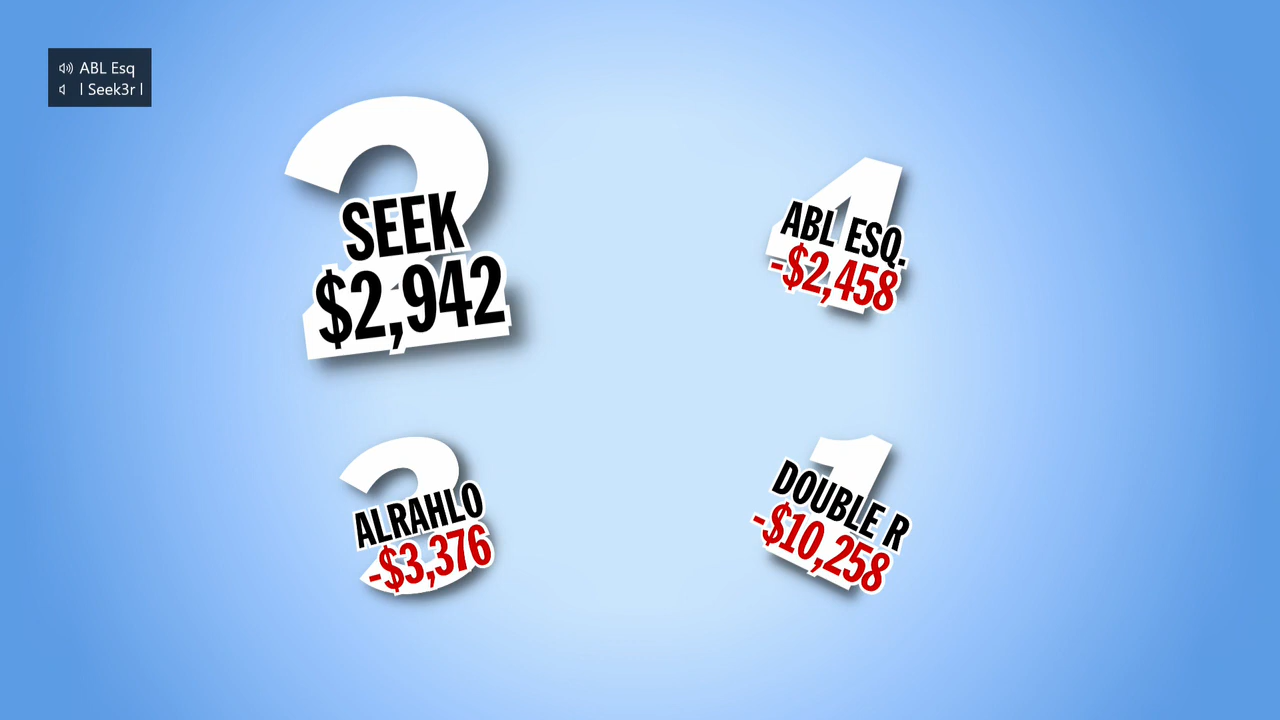 ABL Esq
l Seek3r l
2
SEEK
$2,942
4
ABL ESQ.
-$2,458
3
ALRAHLO
-$3,376
1
DOUBLE R
-$10,258